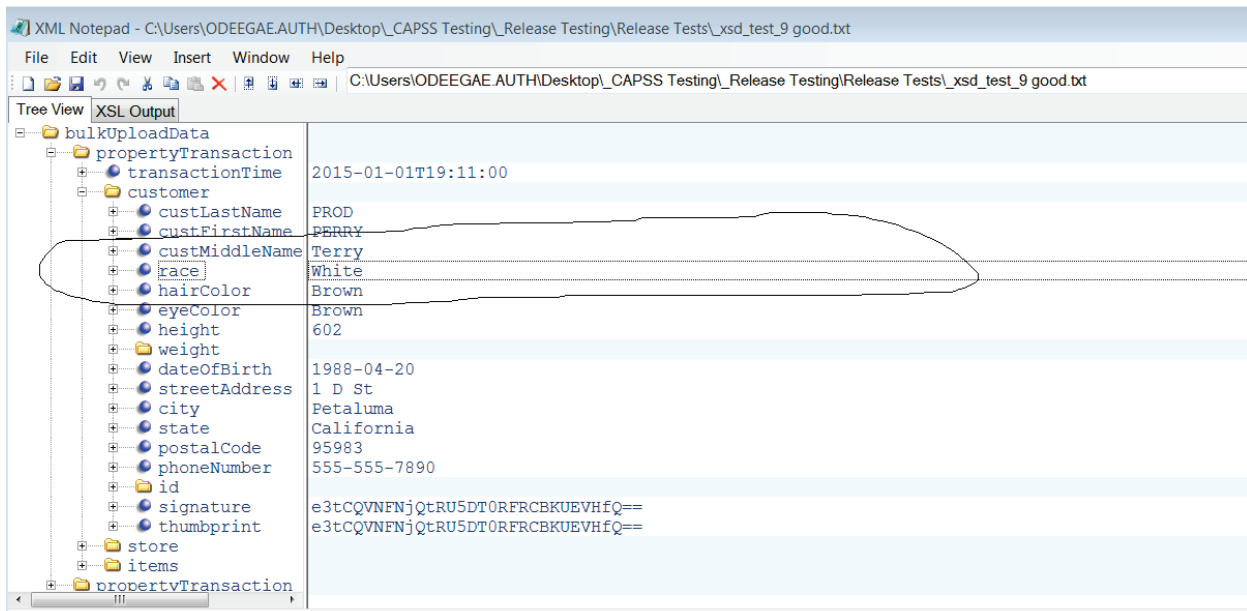 XML Notepad - C:\Users\ODEEGAE.AUTH\Desktop\_CAPSS Testing\_Release Testing\Release Tests\_xsd_test_9 good.txt
File Edit View Insert Window Help
C:\Users\ODEEGAE.AUTH\Desktop\_CAPSS Testing\_Release Testing\Release Tests\_xsd_test_9 good.txt
Tree View XSL Output
bulkUploadData
propertyTransaction
transactionTime 2015-01-01T19:11:00
customer
custLastName PROD
custFirstName PERRY
custMiddleName Terry
race White
hairColor Brown
eyeColor Brown
height 602
weight
dateOfBirth 1988-04-20
streetAddress 1 D St
city Petaluma
state California
postalCode 95983
phoneNumber 555-555-7890
id
signature e3tCQVNFNjQtRU5DT0RFRCBKUEVHfQ==
thumbprint e3tCQVNFNjQtRU5DT0RFRCBKUEVHfQ==
store
items
propertyTransaction